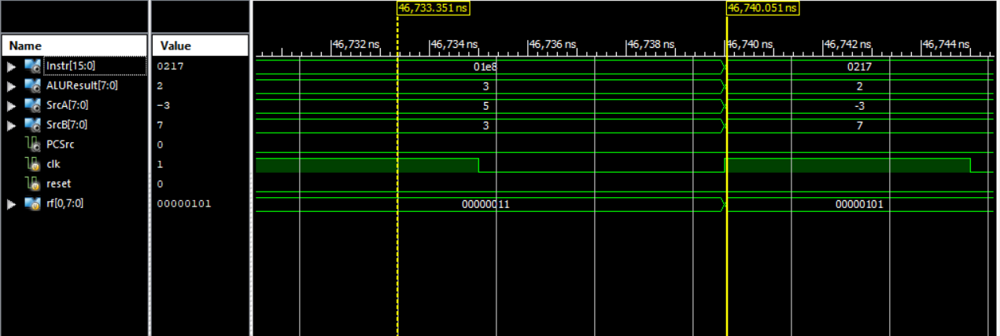 46,733.351 ns 46,740.051 ns
Name Value 46,732 ns 46,734 ns 46,736 ns 46,738 ns 46,740 ns 46,742 ns 46,744 ns
Instr[15:0] 0217 01e8 0217
ALUResult[7:0] 2 3 2
SrcA[7:0] -3 5 -3
SrcB[7:0] 7 3 7
PCSrc 0
clk 1
reset 0
rf[0,7:0] 00000101 00000011 00000101